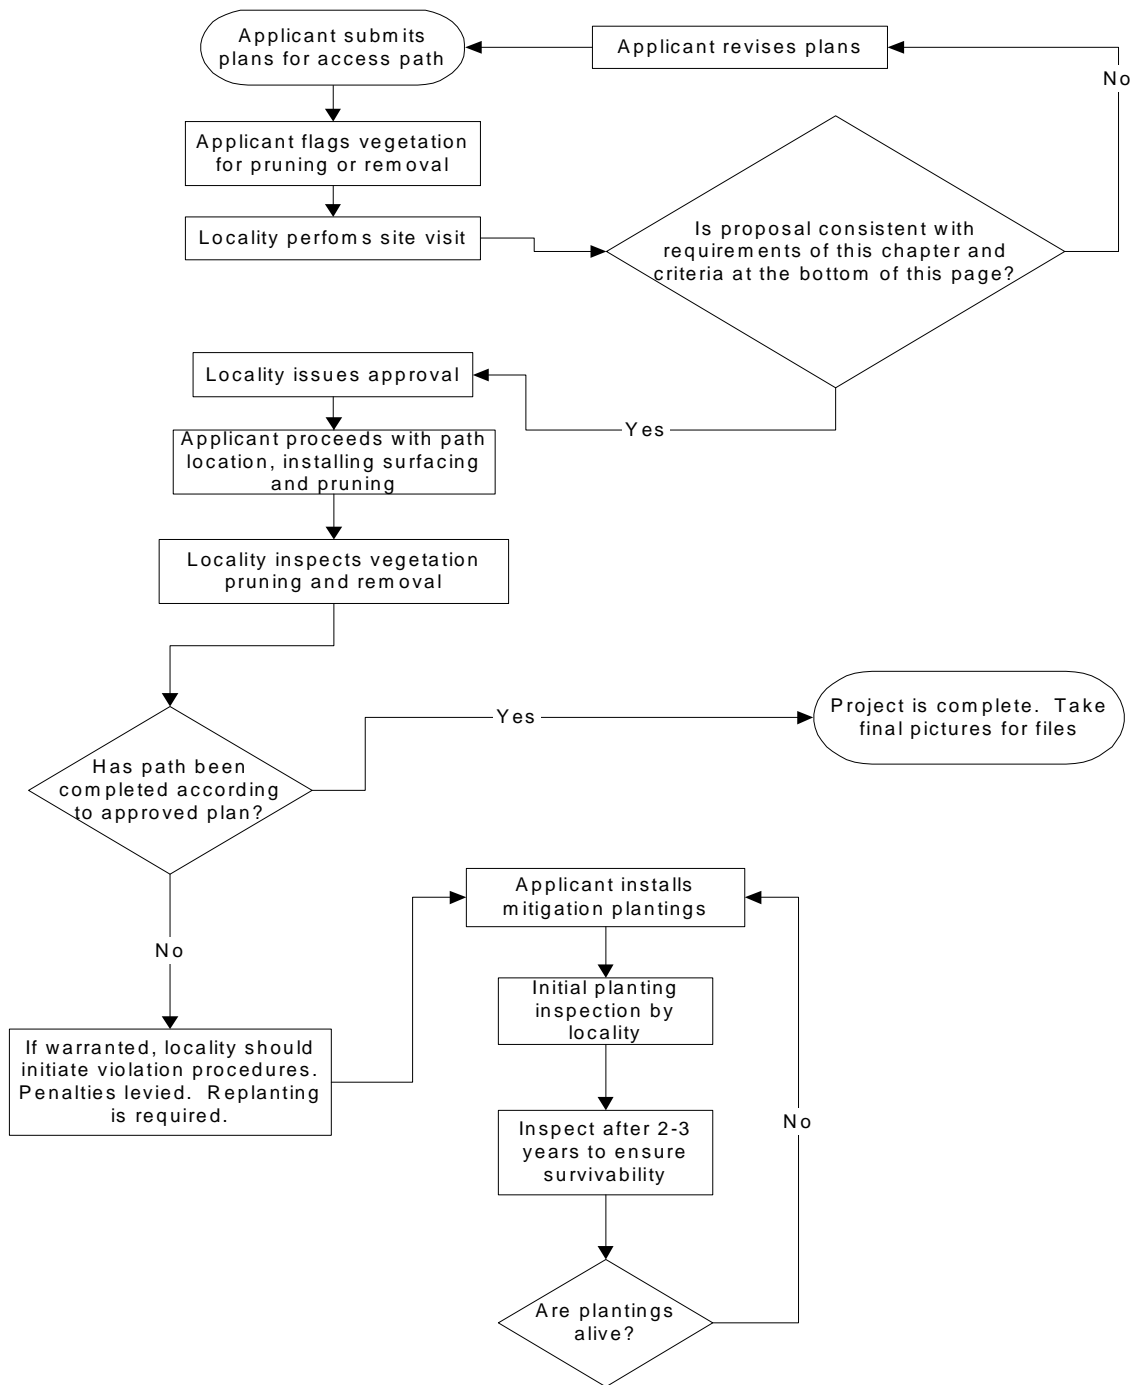 Applicant submits
plans for access path
Applicant revises plans
No
Applicant flags vegetation
for pruning or removal
Locality perfoms site visit
Is proposal consistent with
requirements of this chapter and
criteria at the bottom of this page?
Locality issues approval
Yes
Applicant proceeds with path
location, installing surfacing
and pruning
Locality inspects vegetation
pruning and removal
Yes
Project is complete. Take
final pictures for files
Has path been
completed according
to approved plan?
No
Applicant installs
mitigation plantings
Initial planting
inspection by
locality
If warranted, locality should
initiate violation procedures.
Penalties levied. Replanting
is required.
No
Inspect after 2-3
years to ensure
survivability
Are plantings
alive?